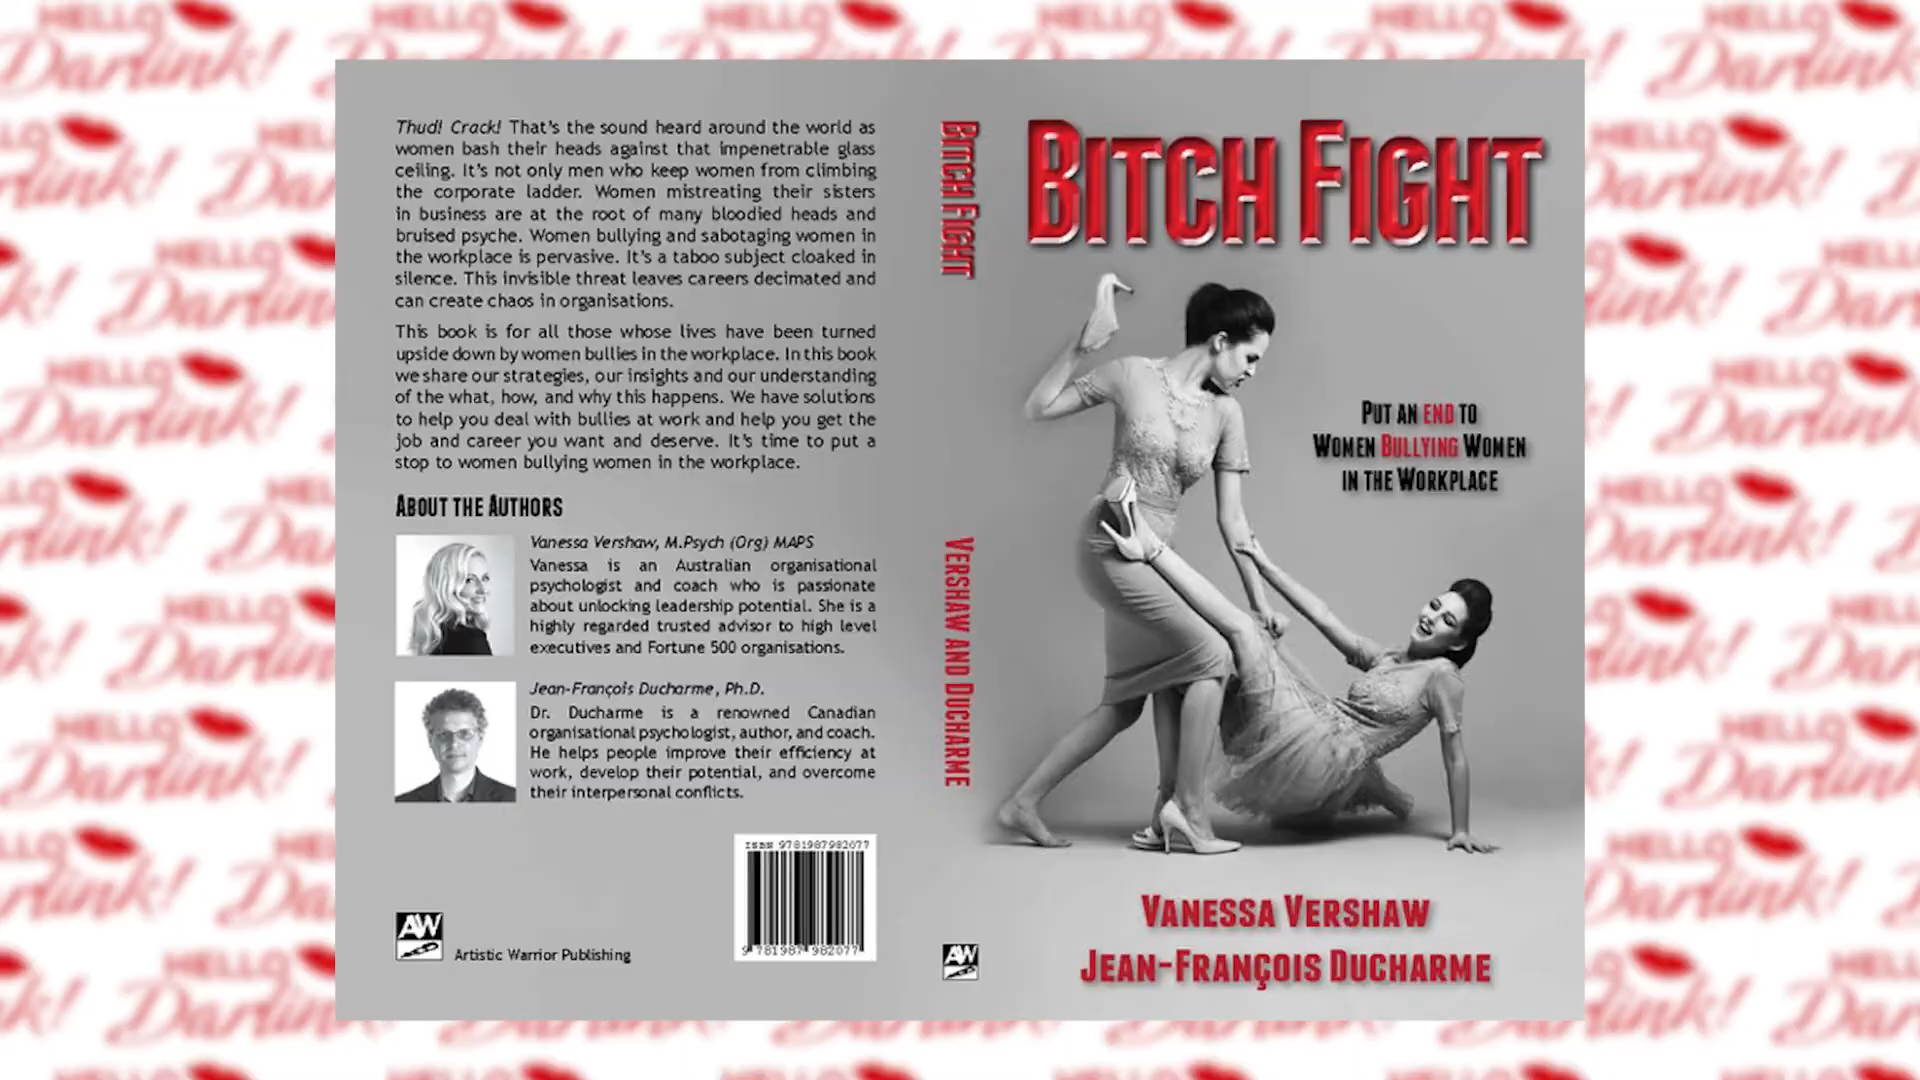 Thud! Crack! That's the sound heard around the world as
women bash their heads against that impenetrable glass
ceiling. It's not only men who keep women from climbing
the corporate ladder. Women mistreating their sisters
in business are at the root of many bloodied heads and
bruised psyche. Women bullying and sabotaging women in
the workplace is pervasive. It's a taboo subject cloaked in
silence. This invisible threat leaves careers decimated and
can create chaos in organisations.
This book is for all those whose lives have been turned
upside down by women bullies in the workplace. In this book
we share our strategies, our insights and our understanding
of the what, how, and why this happens. We have solutions
to help you deal with bullies at work and help you get the
job and career you want and deserve. It's time to put a
stop to women bullying women in the workplace.
ABOUT THE AUTHORS
Vanessa Vershaw, M.Psych (Org) MAPS
Vanessa is an Australian organisational
psychologist and coach who is passionate
about unlocking leadership potential. She is a
highly regarded trusted advisor to high level
executives and Fortune 500 organisations.
Jean-François Ducharme, Ph.D.
Dr. Ducharme is a renowned Canadian
organisational psychologist, author, and coach.
He helps people improve their efficiency at
work, develop their potential, and overcome
their interpersonal conflicts.
ISBN 9781987982077
9 781987 982077
AW
Artistic Warrior Publishing
BITCH FIGHT
VERSHAW AND DUCHARME
AW
BITCH FIGHT
PUT AN END TO
WOMEN BULLYING WOMEN
IN THE WORKPLACE
VANESSA VERSHAW
JEAN-FRANÇOIS DUCHARME
HELLO
Darlink!